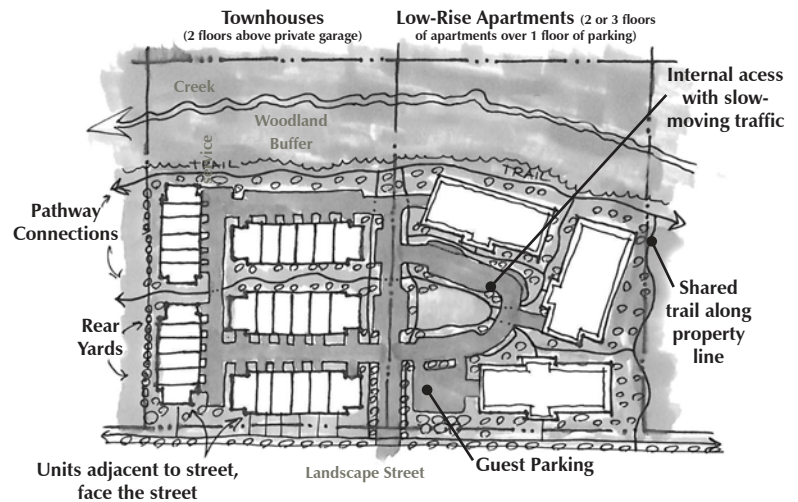 Townhouses
(2 floors above private garage)
Low-Rise Apartments (2 or 3 floors
of apartments over 1 floor of parking)
Internal acess
with slow-
moving traffic
Creek
Woodland
Buffer
Service
TRAIL
TRAIL
Pathway
Connections
Shared
trail along
property
line
Rear
Yards
Units adjacent to street,
face the street
Landscape Street
Guest Parking